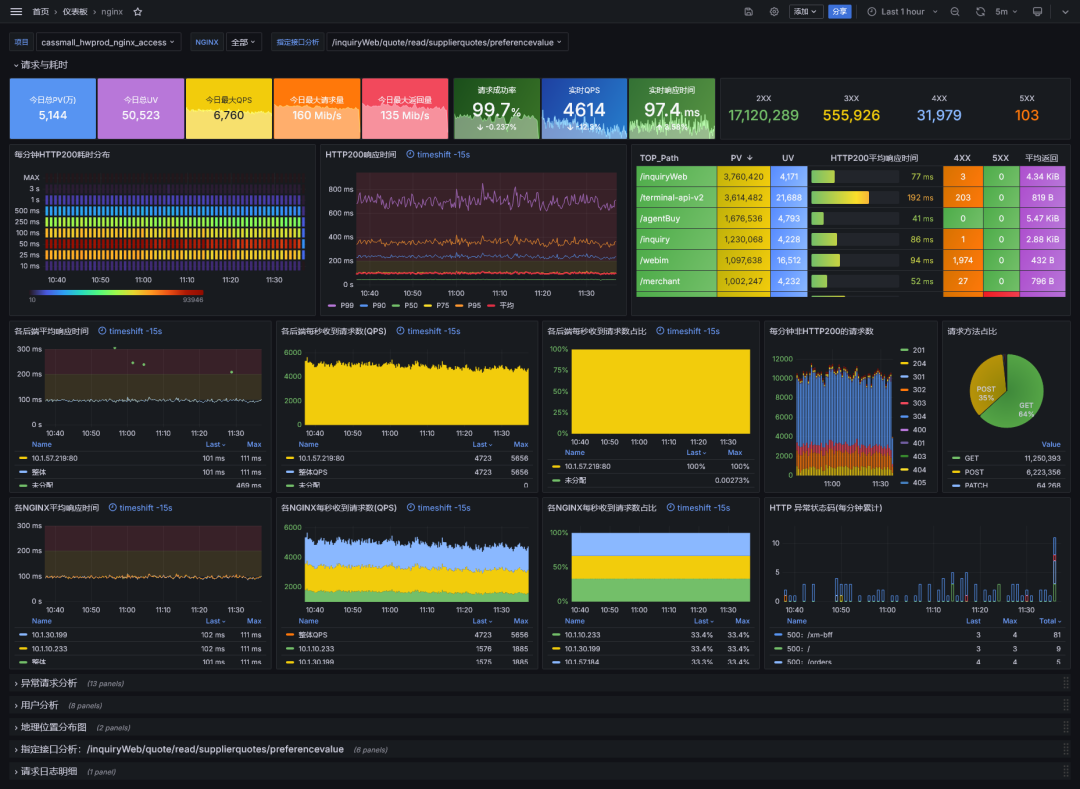 首页 › 仪表板 › nginx
添加 分享 Last 1 hour 5m
项目 cassmall_hwprod_nginx_access NGINX 全部 指定接口分析 /inquiryWeb/quote/read/supplierquotes/preferencevalue
请求与耗时
今日总PV(万) 5,144
今日总UV 50,523
今日最大QPS 6,760
今日最大请求量 160 Mib/s
今日最大返回量 135 Mib/s
请求成功率 99.7% ↓ -0.237%
实时QPS 4614
实时响应时间 97.4 ms
2XX 3XX 4XX 5XX
17,120,289 555,926 31,979 103
每分钟HTTP200耗时分布
MAX
3 s
1 s
500 ms
250 ms
100 ms
50 ms
25 ms
10 ms
10:40 10:50 11:00 11:10 11:20 11:30
10 93946
HTTP200响应时间 timeshift -15s
800 ms
600 ms
400 ms
200 ms
0 s
10:40 10:50 11:00 11:10 11:20 11:30
P99 P90 P50 P75 P95 平均
TOP_Path PV ↓ UV HTTP200平均响应时间 4XX 5XX 平均返回
/inquiryWeb 3,760,420 4,171 77 ms 3 0 4.34 KiB
/terminal-api-v2 3,614,482 21,688 192 ms 203 0 819 B
/agentBuy 1,676,536 4,793 41 ms 0 0 5.47 KiB
/inquiry 1,230,068 4,228 86 ms 1 0 2.88 KiB
/webim 1,097,638 16,512 94 ms 1,974 0 432 B
/merchant 1,002,247 4,232 52 ms 27 0 796 B
各后端平均响应时间 timeshift -15s
300 ms
200 ms
100 ms
0 s
10:40 10:50 11:00 11:10 11:20 11:30
Name Last Max
10.1.57.219:80 101 ms 111 ms
整体 101 ms 111 ms
未分配 469 ms
各后端每秒收到请求数(QPS) timeshift -15s
6000
4000
2000
0
10:40 10:50 11:00 11:10 11:20 11:30
Name Last Max
10.1.57.219:80 4723 5656
整体QPS 4723 5656
未分配 0
各后端每秒收到请求数占比 timeshift -15s
100%
75%
50%
25%
0%
10:40 10:50 11:00 11:10 11:20 11:30
Name Last Max
10.1.57.219:80 100% 100%
未分配 0.00273%
每分钟非HTTP200的请求数
12000
10000
8000
6000
4000
2000
0
11:00 11:30
201
204
301
302
303
304
400
401
403
404
405
请求方法占比
POST 35%
GET 64%
Value
GET 11,250,393
POST 6,223,356
PATCH 64,268
各NGINX平均响应时间 timeshift -15s
300 ms
200 ms
100 ms
0 s
10:40 10:50 11:00 11:10 11:20 11:30
Name Last Max
10.1.30.199 102 ms 111 ms
10.1.10.233 102 ms 111 ms
整体 101 ms 111 ms
各NGINX每秒收到请求数(QPS) timeshift -15s
6000
4000
2000
10:40 10:50 11:00 11:10 11:20 11:30
Name Last Max
整体QPS 4723 5656
10.1.10.233 1576 1885
10.1.30.199 1575 1885
各NGINX每秒收到请求数占比 timeshift -15s
100%
50%
0%
10:40 10:50 11:00 11:10 11:20 11:30
Name Last Max
10.1.10.233 33.4% 33.4%
10.1.30.199 33.4% 33.4%
10.1.57.184 33.3% 33.4%
HTTP 异常状态码(每分钟累计)
10
5
0
10:40 10:50 11:00 11:10 11:20 11:30
Name Last Max Total
500: /xm-bff 3 4 81
500: / 3 3 9
500: /orders 4 4 5
› 异常请求分析 (13 panels)
› 用户分析 (8 panels)
› 地理位置分布图 (2 panels)
› 指定接口分析: /inquiryWeb/quote/read/supplierquotes/preferencevalue (6 panels)
› 请求日志明细 (1 panel)